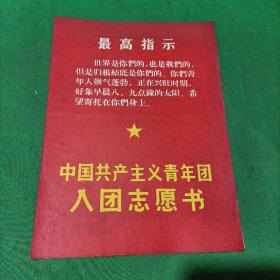 最高指示
世界是你們的，也是我們的，
但是归根結底是你們的。你們青
年人朝气蓬勃，正在兴旺时期，
好象早晨八、九点鐘的太阳。希
望寄托在你們身上。
中国共产主义青年团
入团志愿书